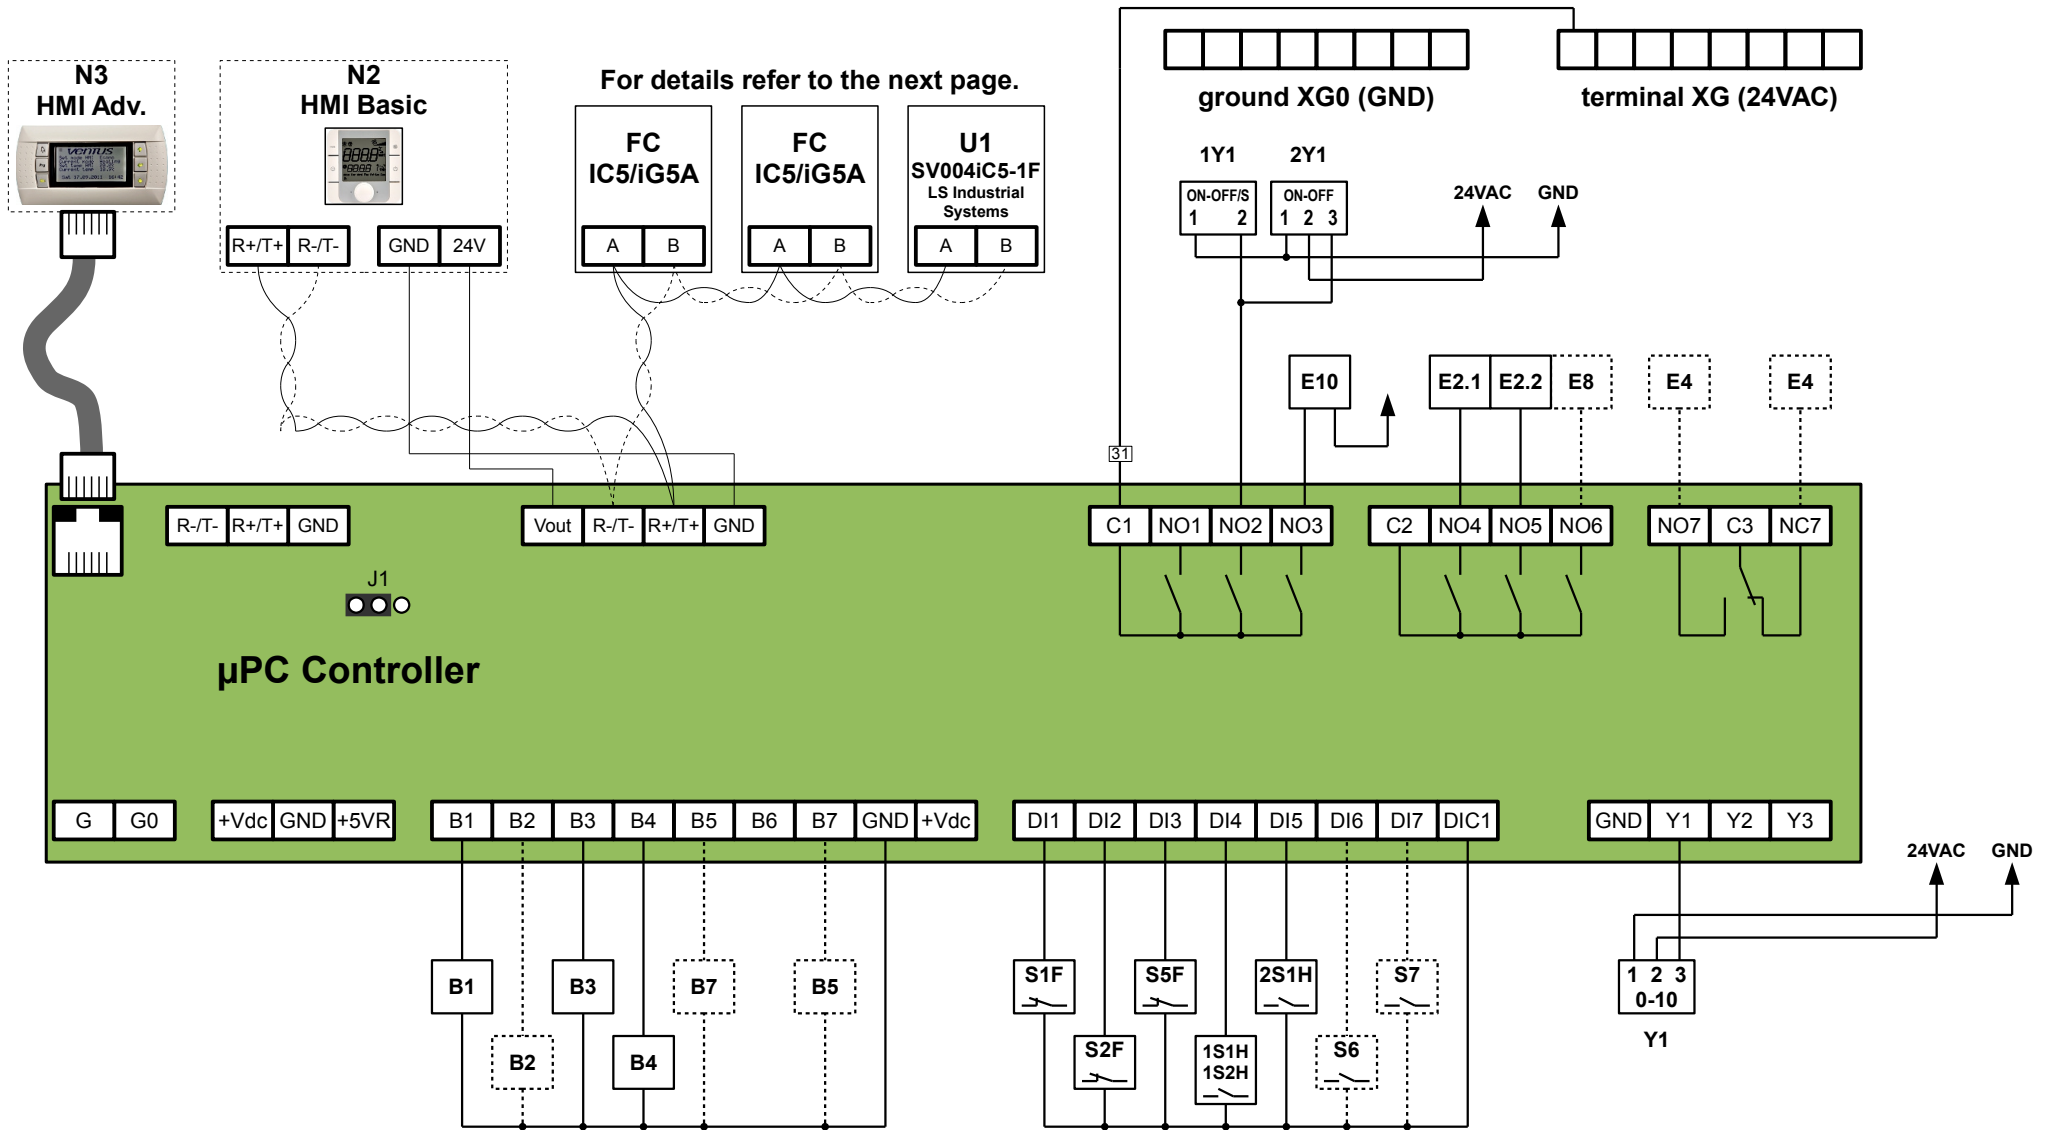 N3
HMI Adv.
VENTUS
N2
HMI Basic
R+/T+ R-/T- GND 24V
For details refer to the next page.
FC
IC5/iG5A
A B
FC
IC5/iG5A
A B
U1
SV004iC5-1F
LS Industrial
Systems
A B
ground XG0 (GND)
terminal XG (24VAC)
1Y1 2Y1
ON-OFF/S
1 2
ON-OFF
1 2 3
24VAC GND
E10 E2.1 E2.2 E8 E4 E4
31
R-/T- R+/T+ GND
Vout R-/T- R+/T+ GND
C1 NO1 NO2 NO3
C2 NO4 NO5 NO6
NO7 C3 NC7
J1
µPC Controller
G G0
+Vdc GND +5VR
B1 B2 B3 B4 B5 B6 B7 GND +Vdc
DI1 DI2 DI3 DI4 DI5 DI6 DI7 DIC1
GND Y1 Y2 Y3
24VAC GND
B1 B3 B7 B5
B2 B4
S1F S5F 2S1H S7
S2F
1S1H
1S2H
S6
1 2 3
0-10
Y1